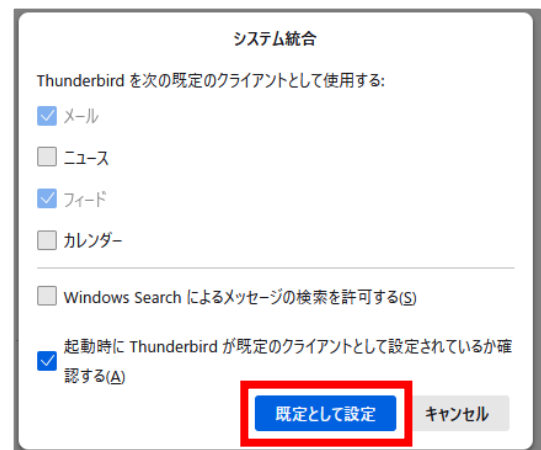 システム統合
Thunderbird を次の既定のクライアントとして使用する:
メール
ニュース
フィード
カレンダー
Windows Search によるメッセージの検索を許可する(S)
起動時に Thunderbird が既定のクライアントとして設定されているか確
認する(A)
既定として設定 キャンセル